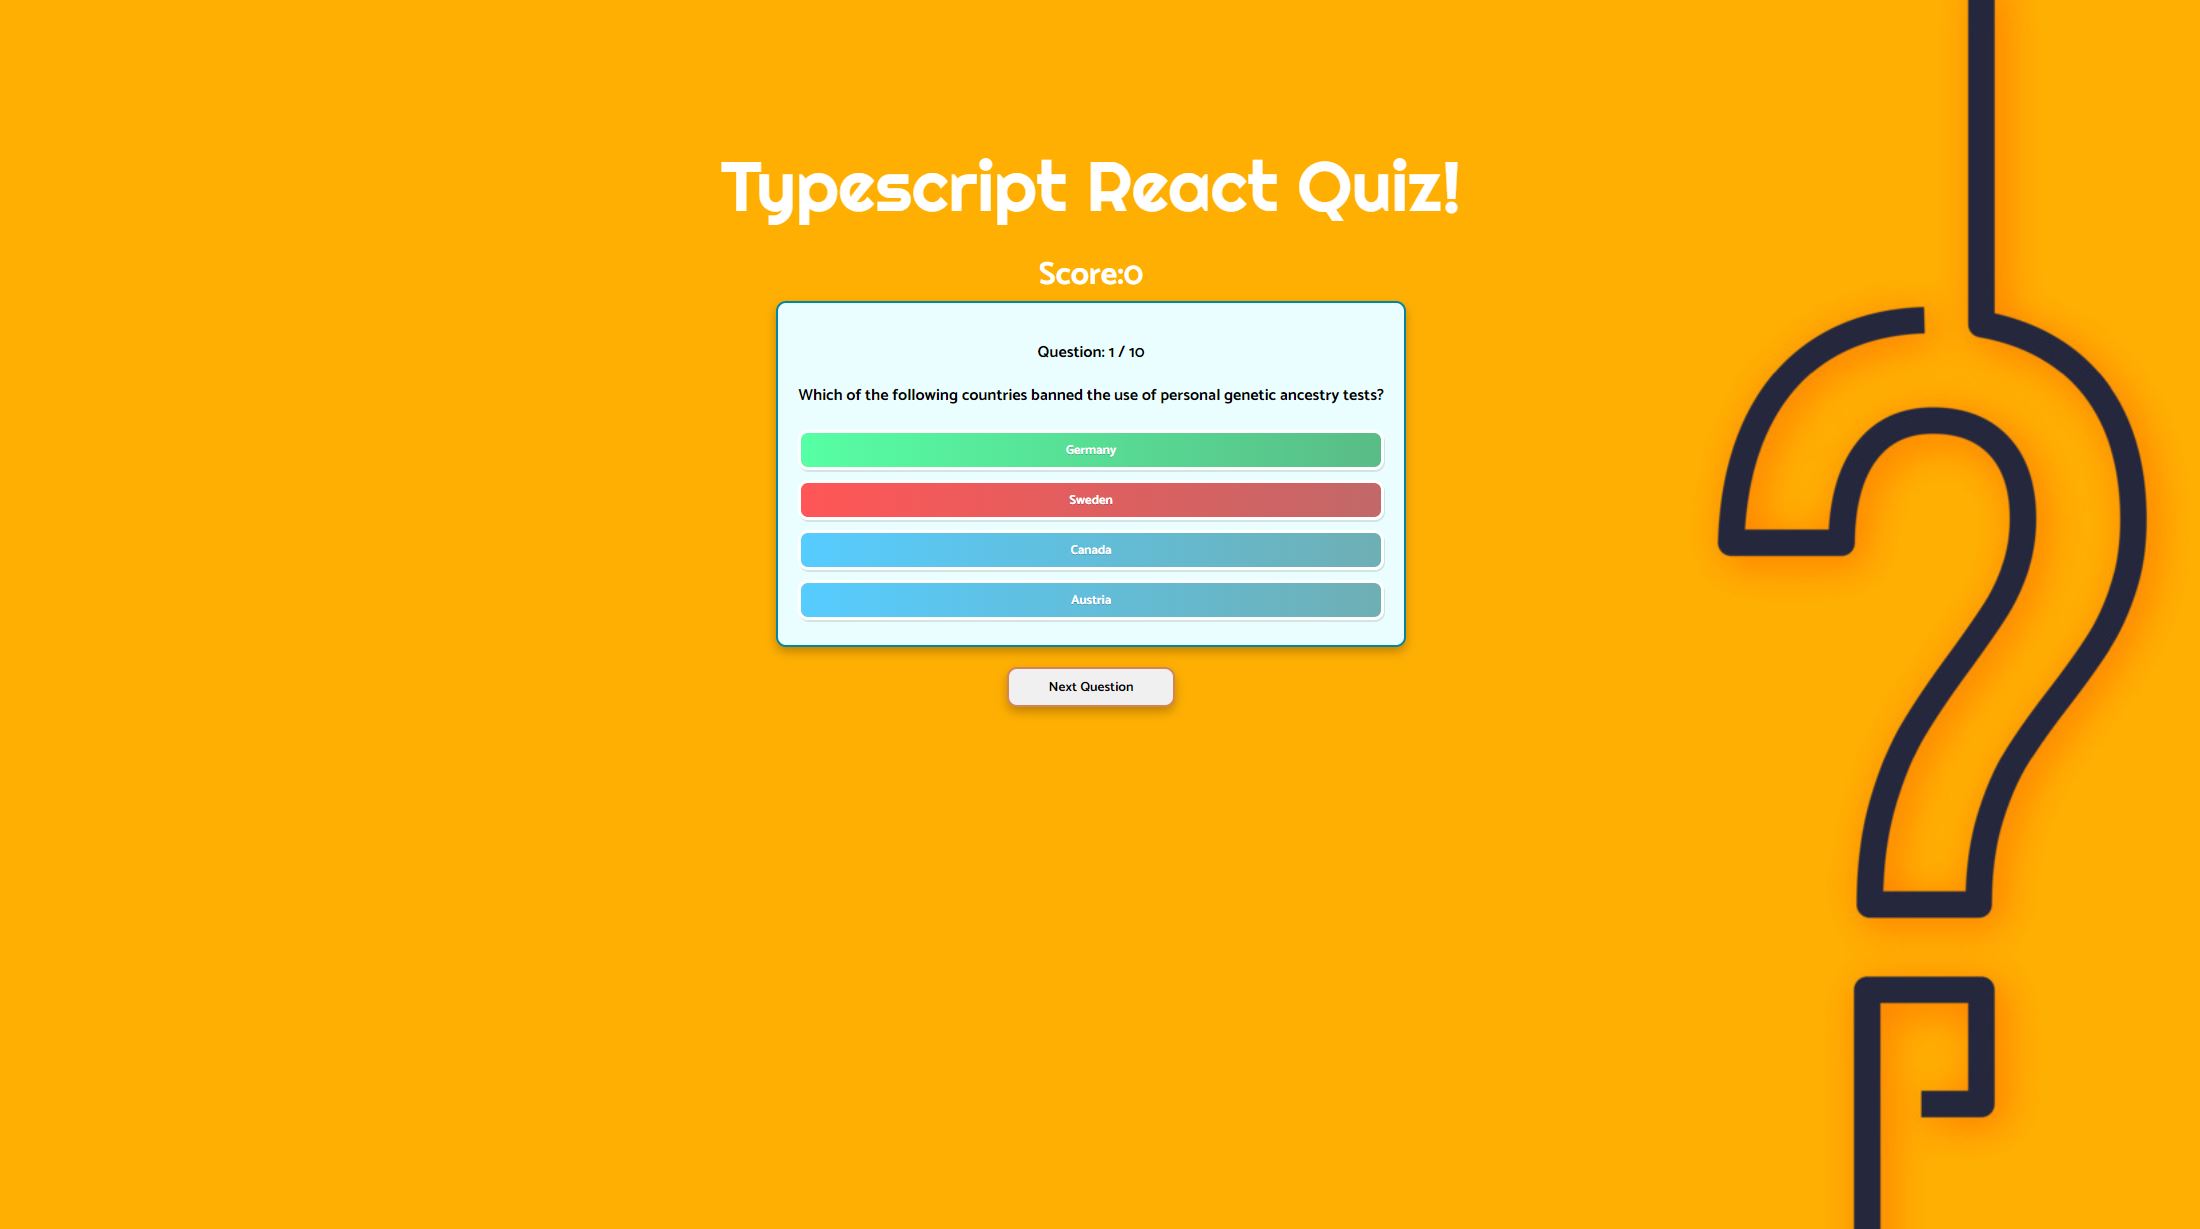 Typescript React Quiz!
Score:0
Question: 1 / 10
Which of the following countries banned the use of personal genetic ancestry tests?
Germany
Sweden
Canada
Austria
Next Question